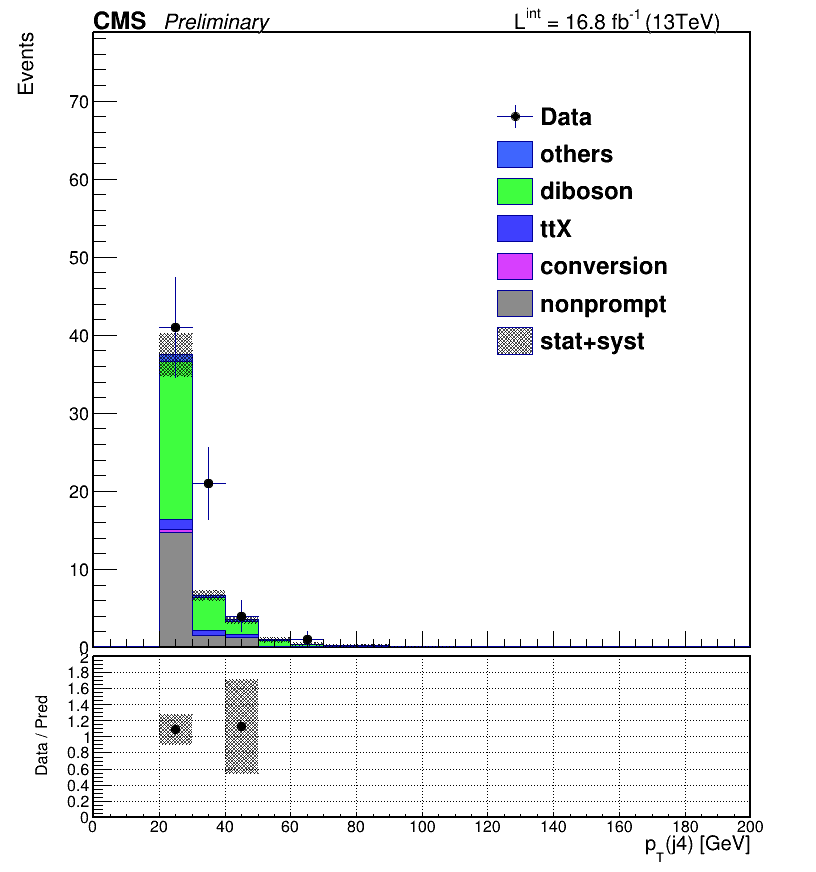 CMS Preliminary L^int = 16.8 fb^-1 (13TeV)
Events
70
60
50
40
30
20
10
0
Data
others
diboson
ttX
conversion
nonprompt
stat+syst
Data / Pred
2
1.8
1.6
1.4
1.2
1
0.8
0.6
0.4
0.2
0
0 20 40 60 80 100 120 140 160 180 200
p_T(j4) [GeV]